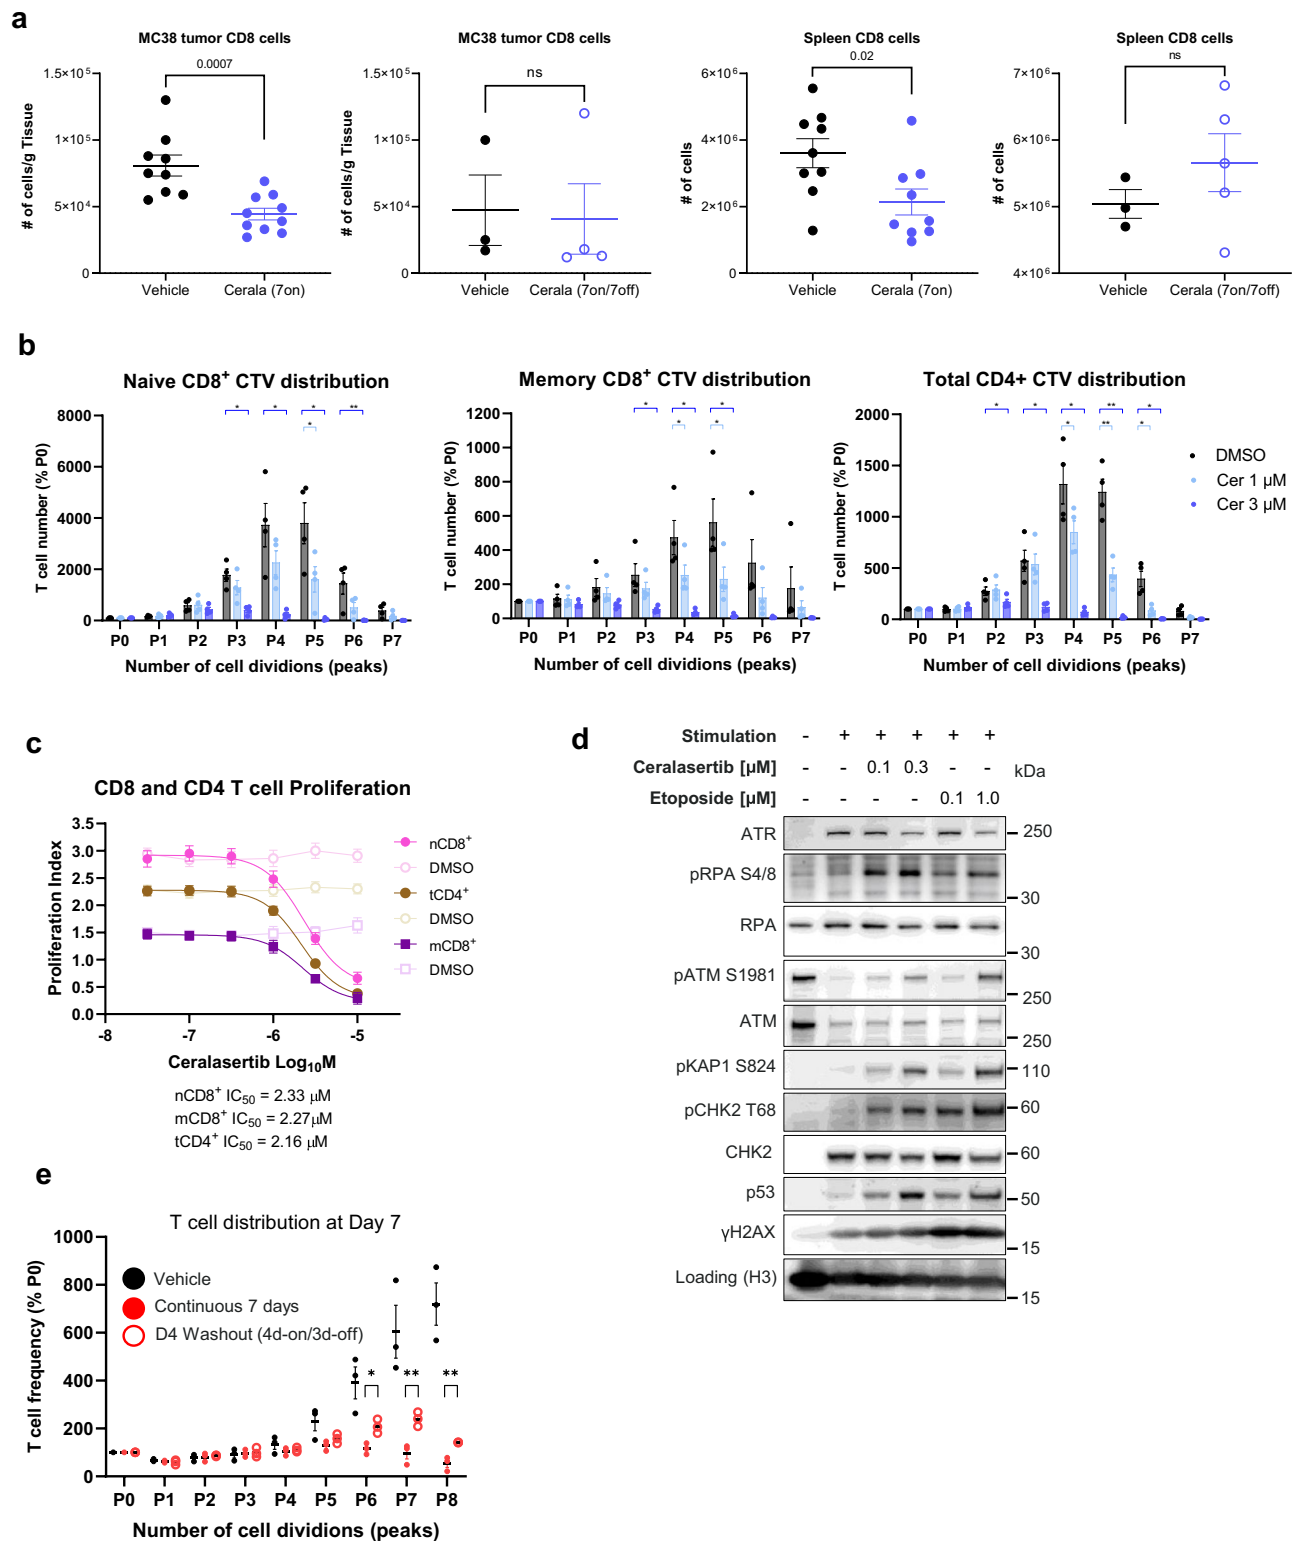 a
MC38 tumor CD8 cells
0.0007
# of cells/g Tissue
1.5×10⁵
1×10⁵
5×10⁴
0
Vehicle
Cerala (7on)
MC38 tumor CD8 cells
ns
# of cells/g Tissue
1.5×10⁵
1×10⁵
5×10⁴
0
Vehicle
Cerala (7on/7off)
Spleen CD8 cells
0.02
# of cells
6×10⁶
4×10⁶
2×10⁶
0
Vehicle
Cerala (7on)
Spleen CD8 cells
ns
# of cells
7×10⁶
6×10⁶
5×10⁶
4×10⁶
Vehicle
Cerala (7on/7off)
b
Naive CD8⁺ CTV distribution
T cell number (% P0)
8000
6000
4000
2000
0
* * * **
*
P0 P1 P2 P3 P4 P5 P6 P7
Number of cell dividions (peaks)
Memory CD8⁺ CTV distribution
T cell number (% P0)
1200
1000
800
600
400
200
0
* * *
* *
P0 P1 P2 P3 P4 P5 P6 P7
Number of cell dividions (peaks)
Total CD4+ CTV distribution
T cell number (% P0)
2000
1500
1000
500
0
* * * ** *
* ** *
P0 P1 P2 P3 P4 P5 P6 P7
Number of cell dividions (peaks)
DMSO
Cer 1 µM
Cer 3 µM
c
CD8 and CD4 T cell Proliferation
Proliferation Index
3.5
3.0
2.5
2.0
1.5
1.0
0.5
0.0
-8 -7 -6 -5
Ceralasertib Log₁₀M
nCD8⁺
DMSO
tCD4⁺
DMSO
mCD8⁺
DMSO
nCD8⁺ IC₅₀ = 2.33 µM
mCD8⁺ IC₅₀ = 2.27µM
tCD4⁺ IC₅₀ = 2.16 µM
d
Stimulation - + + + + +
Ceralasertib [µM] - - 0.1 0.3 - -
kDa
Etoposide [µM] - - - - 0.1 1.0
ATR
250
pRPA S4/8
30
RPA
30
pATM S1981
250
ATM
250
pKAP1 S824
110
pCHK2 T68
60
CHK2
60
p53
50
γH2AX
15
Loading (H3)
15
e
T cell distribution at Day 7
T cell frequency (% P0)
1000
800
600
400
200
0
Vehicle
Continuous 7 days
D4 Washout (4d-on/3d-off)
* ** **
P0 P1 P2 P3 P4 P5 P6 P7 P8
Number of cell dividions (peaks)